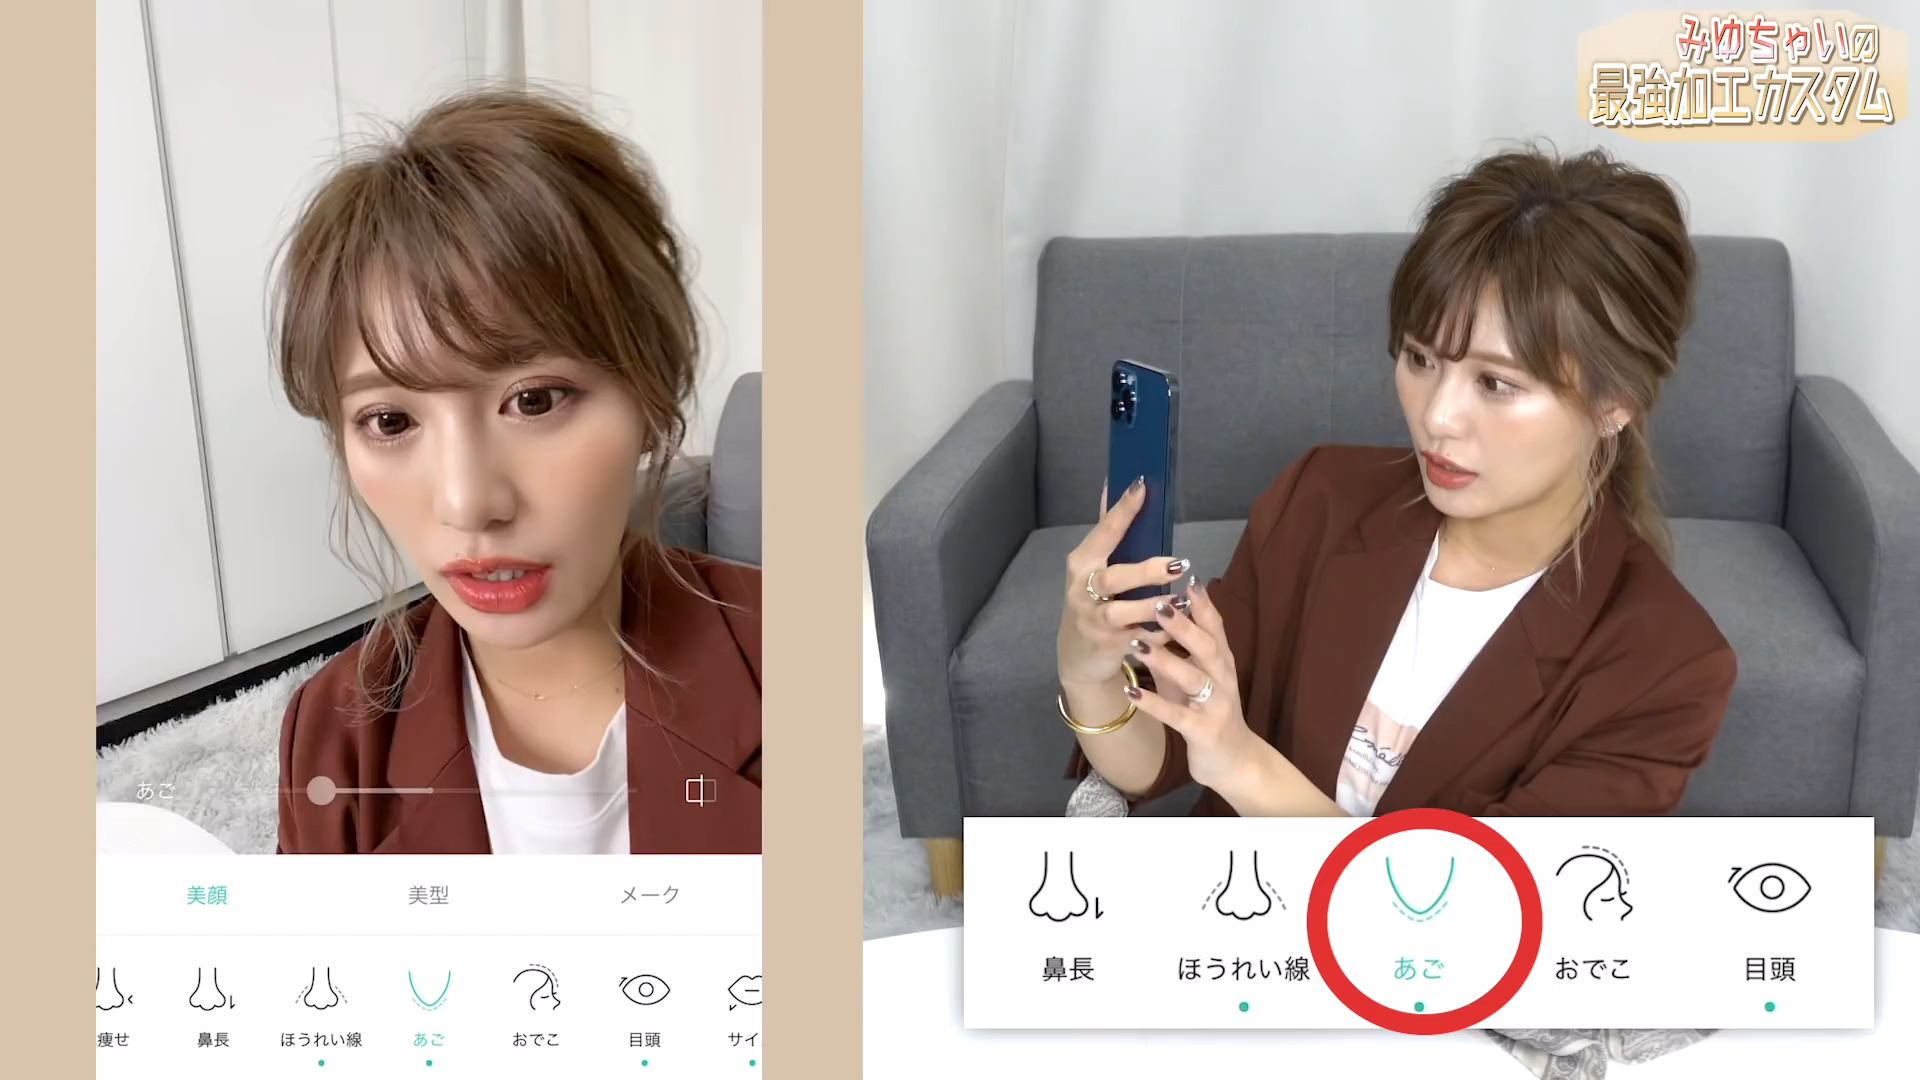 みゆちゃいの
最強加工カスタム
あご
美顔 美型 メーク
痩せ 鼻長 ほうれい線 あご おでこ 目頭 サイ
鼻長 ほうれい線 あご おでこ 目頭